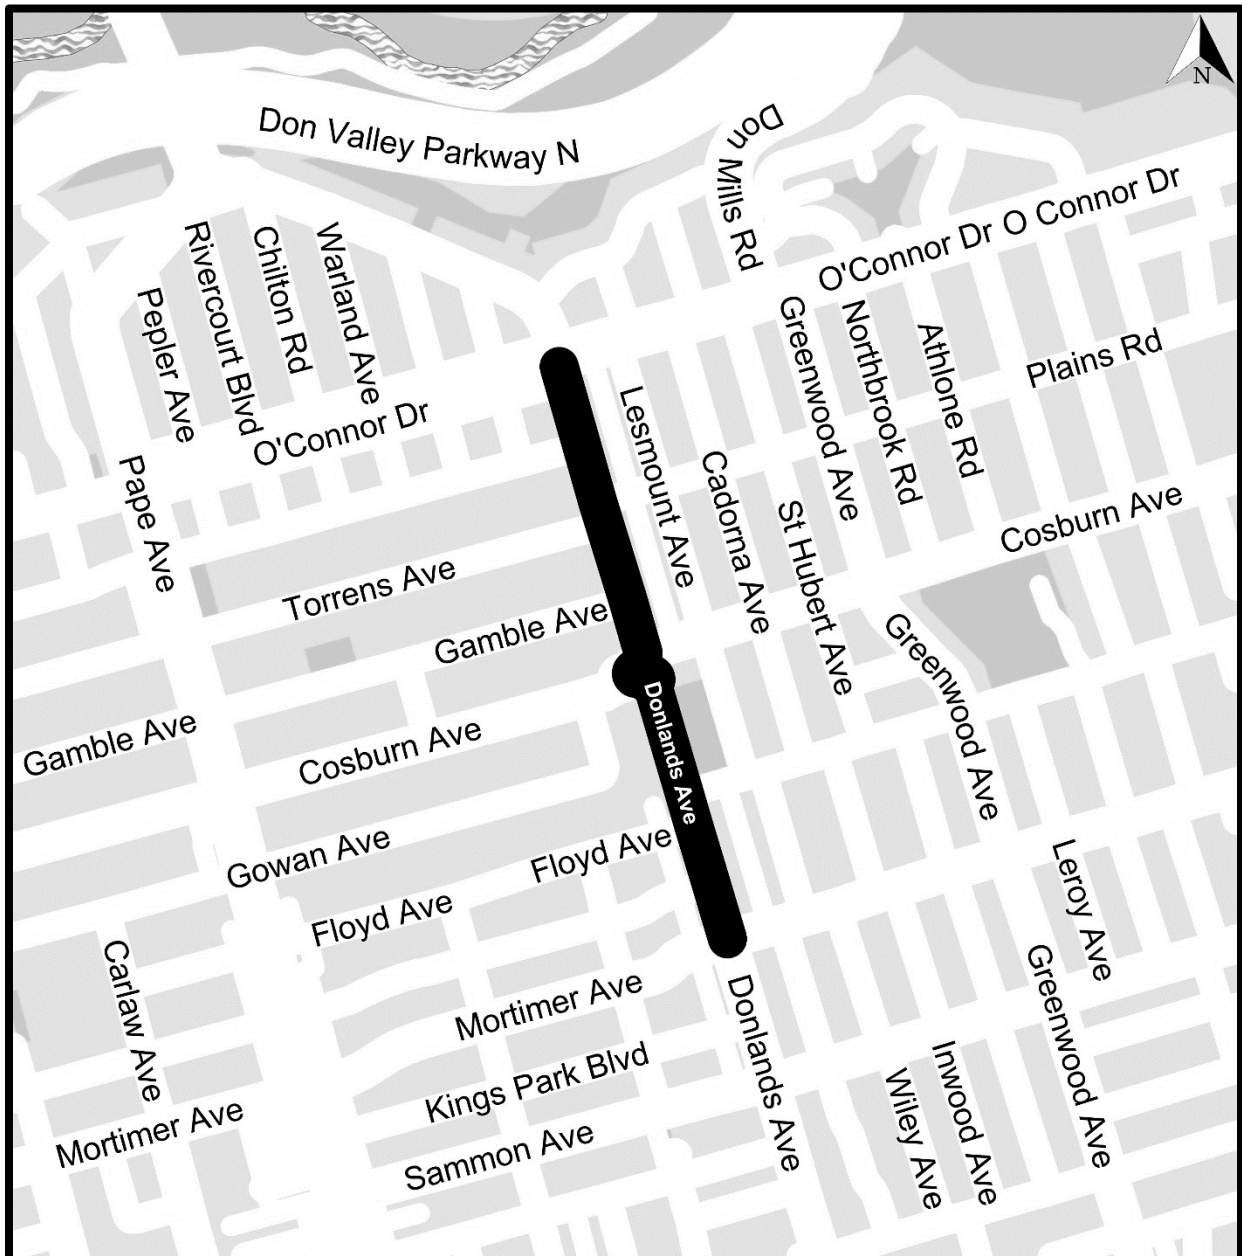 N
Don Valley Parkway N
Don Mills Rd
O'Connor Dr
O Connor Dr
Rivercourt Blvd
Chilton Rd
Warland Ave
Pepler Ave
Greenwood Ave
Northbrook Rd
Athlone Rd
Plains Rd
O'Connor Dr
Lesmount Ave
Pape Ave
Cadorna Ave
St Hubert Ave
Cosburn Ave
Torrens Ave
Gamble Ave
Greenwood Ave
Donlands Ave
Gamble Ave
Cosburn Ave
Gowan Ave
Floyd Ave
Floyd Ave
Leroy Ave
Carlaw Ave
Greenwood Ave
Mortimer Ave
Donlands Ave
Kings Park Blvd
Inwood Ave
Wiley Ave
Mortimer Ave
Sammon Ave